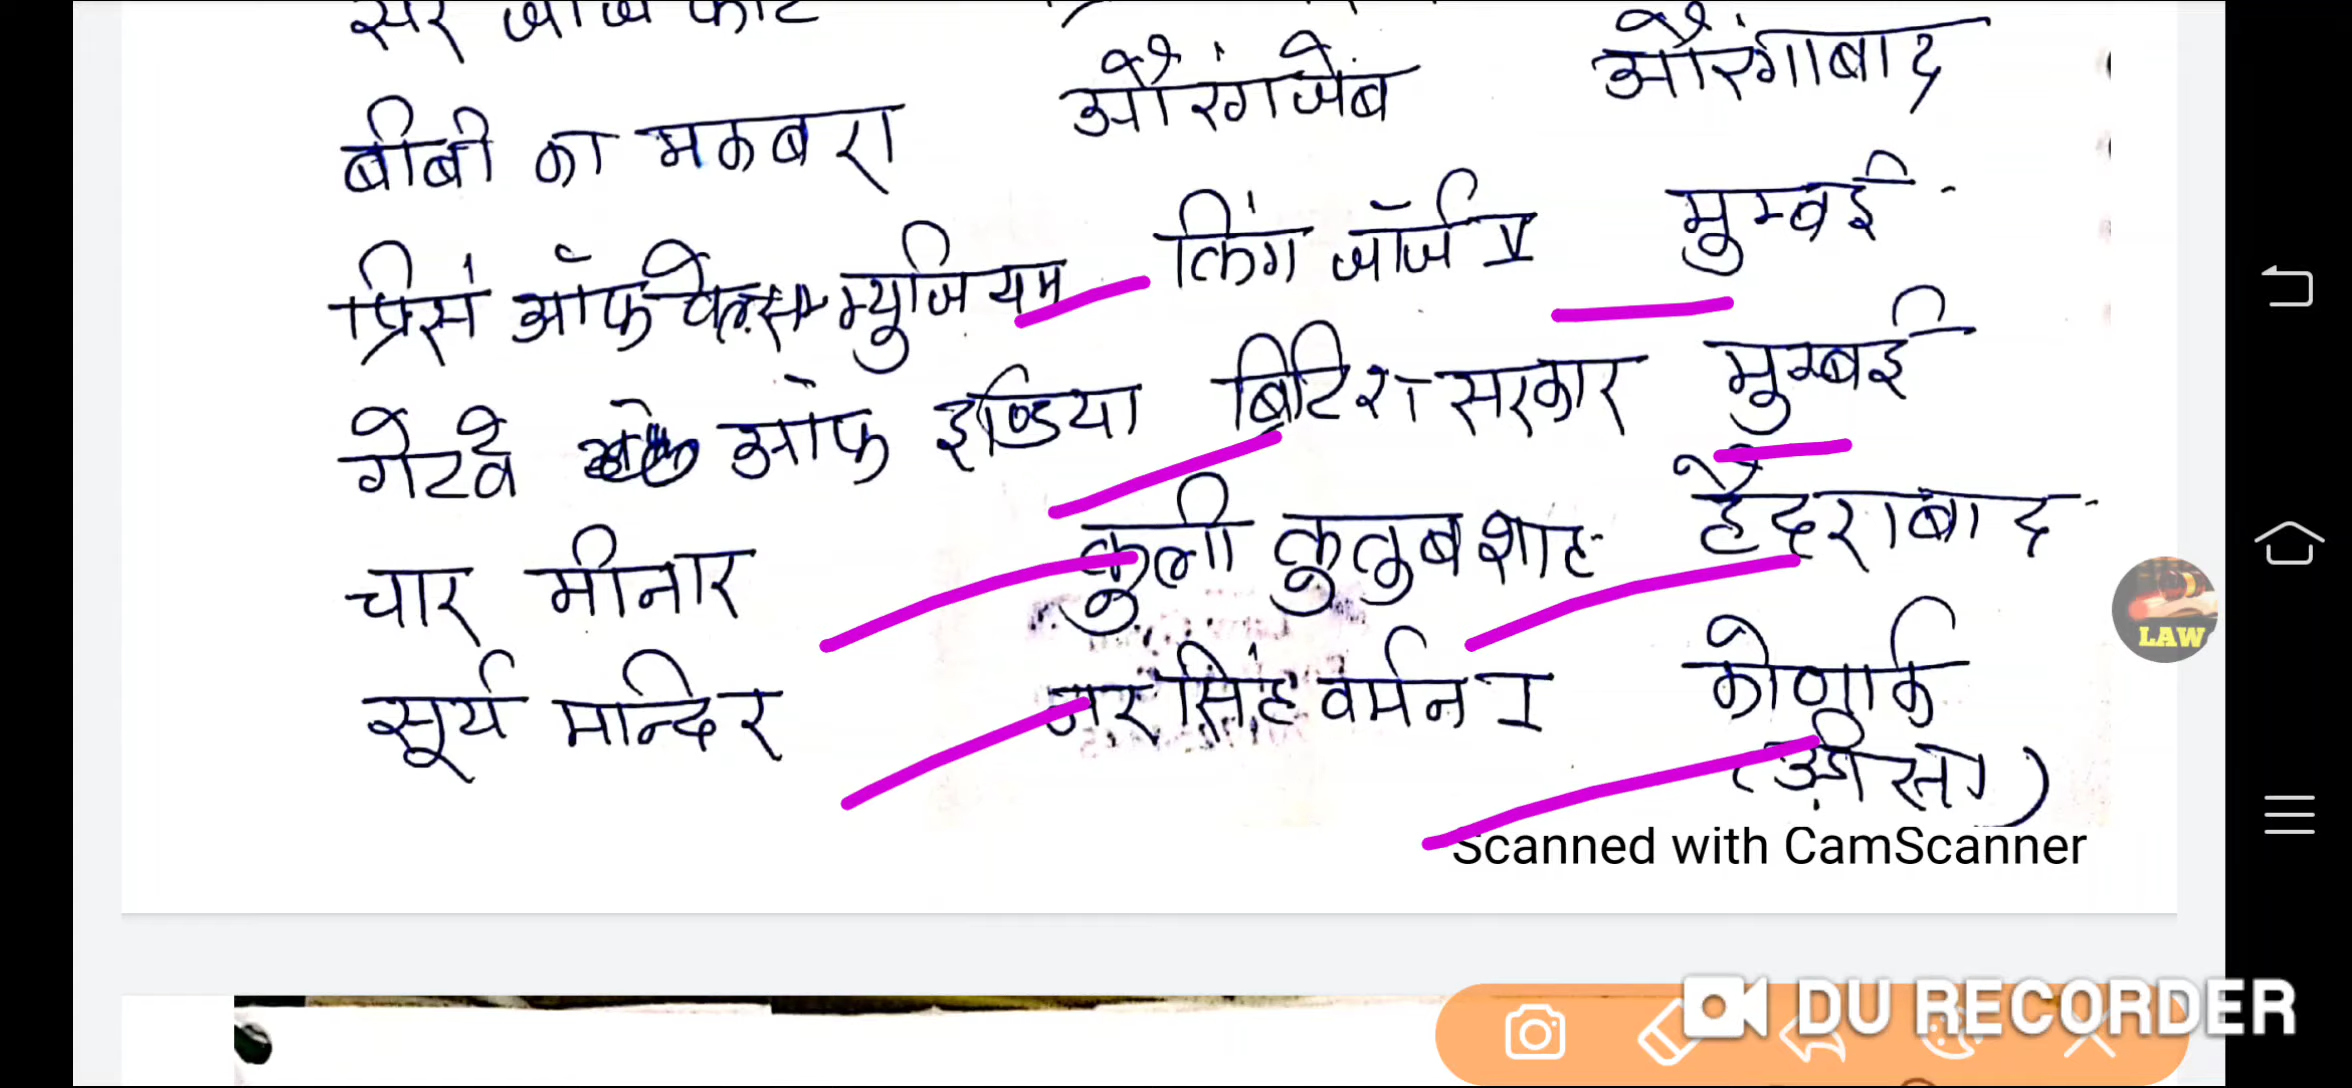 बीबी का मकबरा औरंगजेब औरंगाबाद
प्रिसं ऑफ वेल्स म्युजियम किंग जॉर्ज V मुम्बई
गेटवे ऑफ इण्डिया ब्रिटिश सरकार मुम्बई
चार मीनार कुली कुतुब शाह हैदराबाद
सूर्य मन्दिर नरसिंह वर्मन I कोणार्क
(उड़ीसा)
LAW
Scanned with CamScanner
DU RECORDER